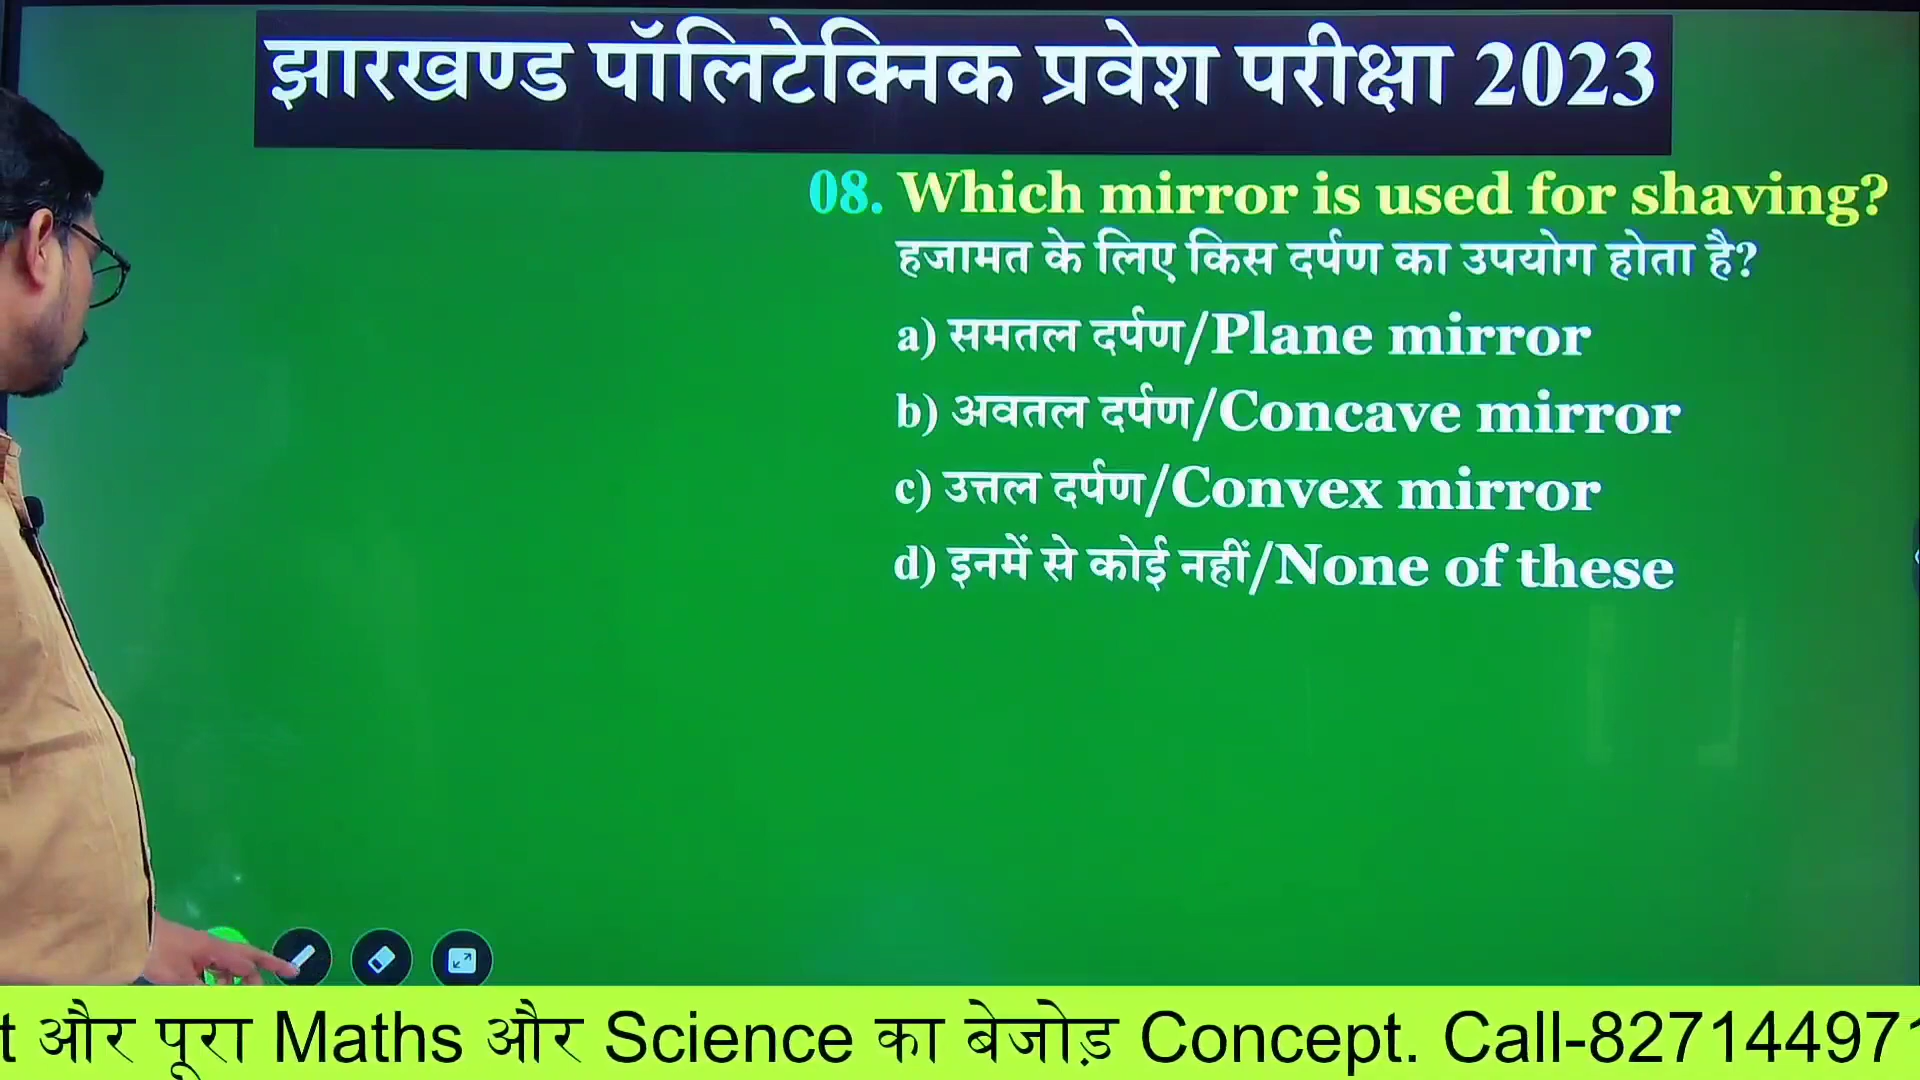 झारखण्ड पॉलिटेक्निक प्रवेश परीक्षा 2023
08. Which mirror is used for shaving?
हजामत के लिए किस दर्पण का उपयोग होता है?
a) समतल दर्पण/Plane mirror
b) अवतल दर्पण/Concave mirror
c) उत्तल दर्पण/Convex mirror
d) इनमें से कोई नहीं/None of these
t और पूरा Maths और Science का बेजोड़ Concept. Call-827144971